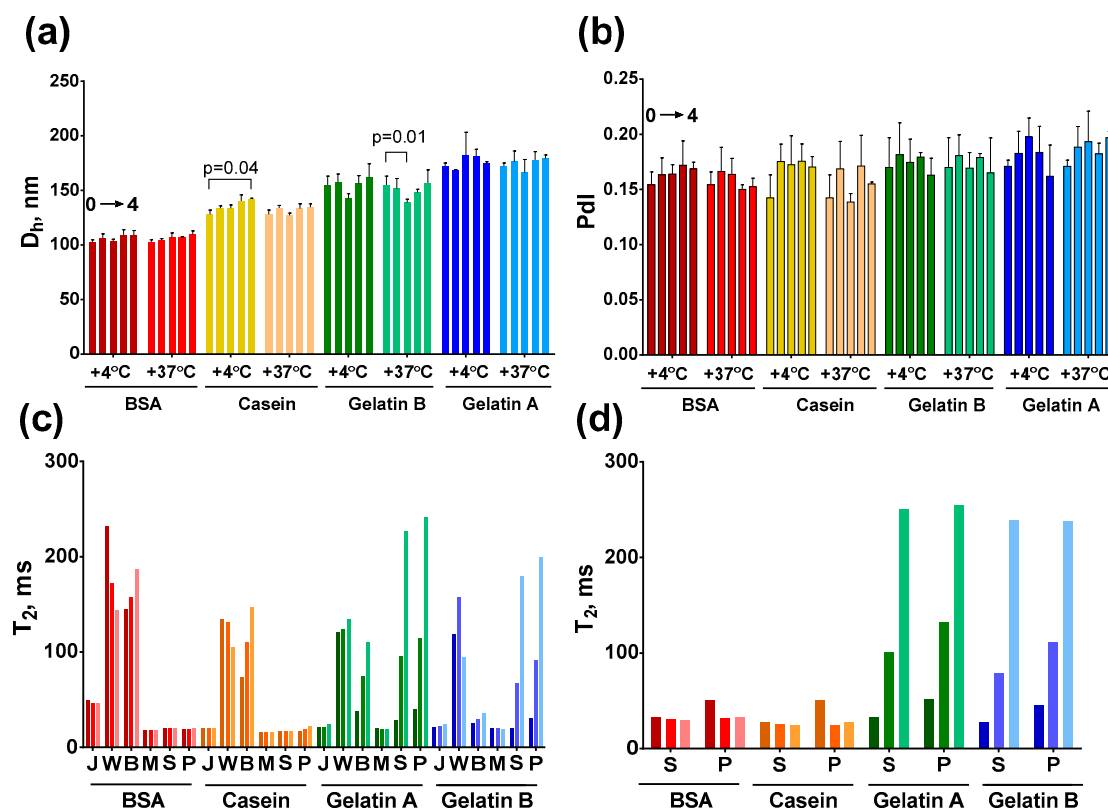 (a)
D_h, nm
250
200
150
100
50
0
0 → 4
p=0.04
p=0.01
+4°C +37°C +4°C +37°C +4°C +37°C +4°C +37°C
BSA Casein Gelatin B Gelatin A
(b)
PdI
0.25
0.20
0.15
0.10
0.05
0.00
0 → 4
+4°C +37°C +4°C +37°C +4°C +37°C +4°C +37°C
BSA Casein Gelatin B Gelatin A
(c)
T_2, ms
300
200
100
0
J W B M S P J W B M S P J W B M S P J W B M S P
BSA Casein Gelatin A Gelatin B
(d)
T_2, ms
300
200
100
0
S P S P S P S P
BSA Casein Gelatin A Gelatin B